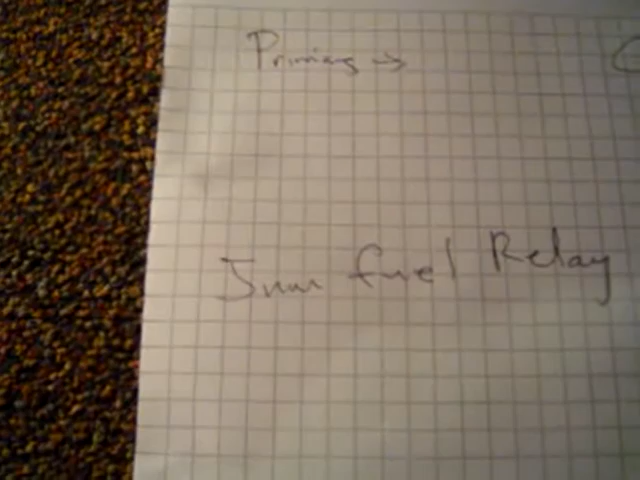 Priming →
fuel Relay